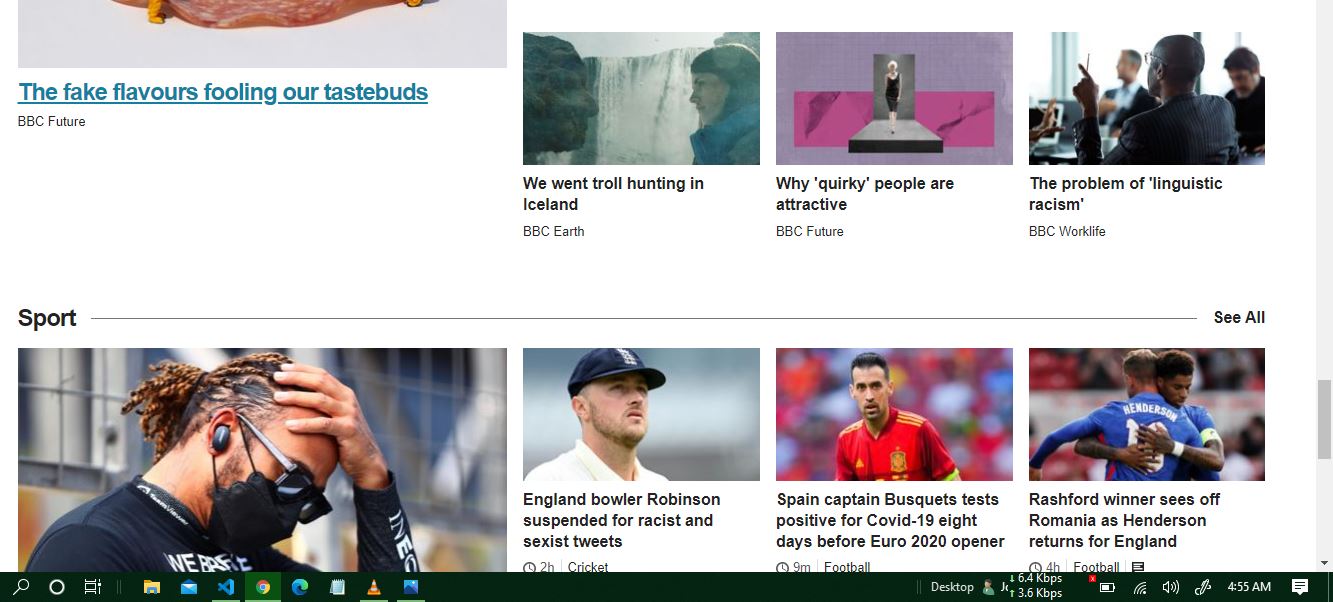 The fake flavours fooling our tastebuds
BBC Future
We went troll hunting in
Iceland
BBC Earth
Why 'quirky' people are
attractive
BBC Future
The problem of 'linguistic
racism'
BBC Worklife
Sport
See All
TeamViewer
WE
INE
England bowler Robinson
suspended for racist and
sexist tweets
2h Cricket
Spain captain Busquets tests
positive for Covid-19 eight
days before Euro 2020 opener
9m Football
HENDERSON
Rashford winner sees off
Romania as Henderson
returns for England
4h Football
Desktop
6.4 Kbps
3.6 Kbps
4:55 AM